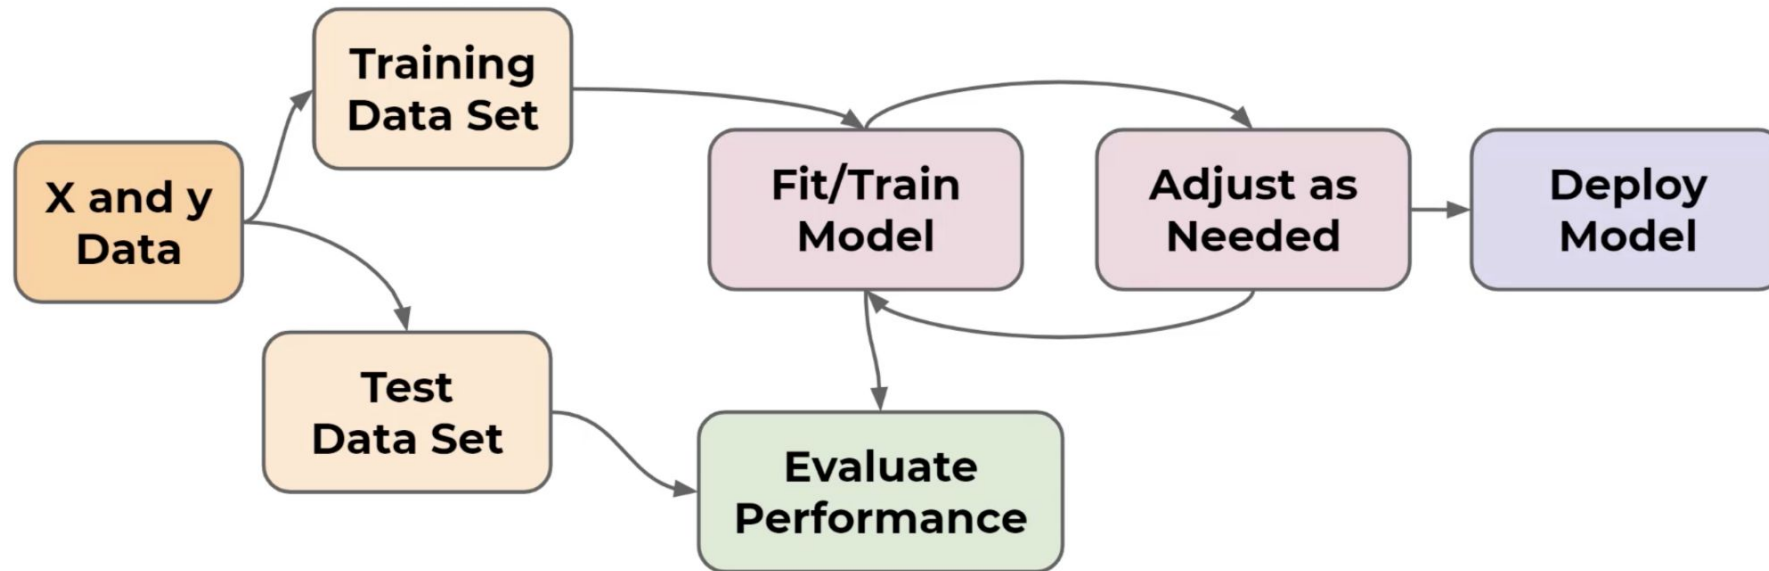 Training
Data Set
X and y
Data
Fit/Train
Model
Adjust as
Needed
Deploy
Model
Test
Data Set
Evaluate
Performance